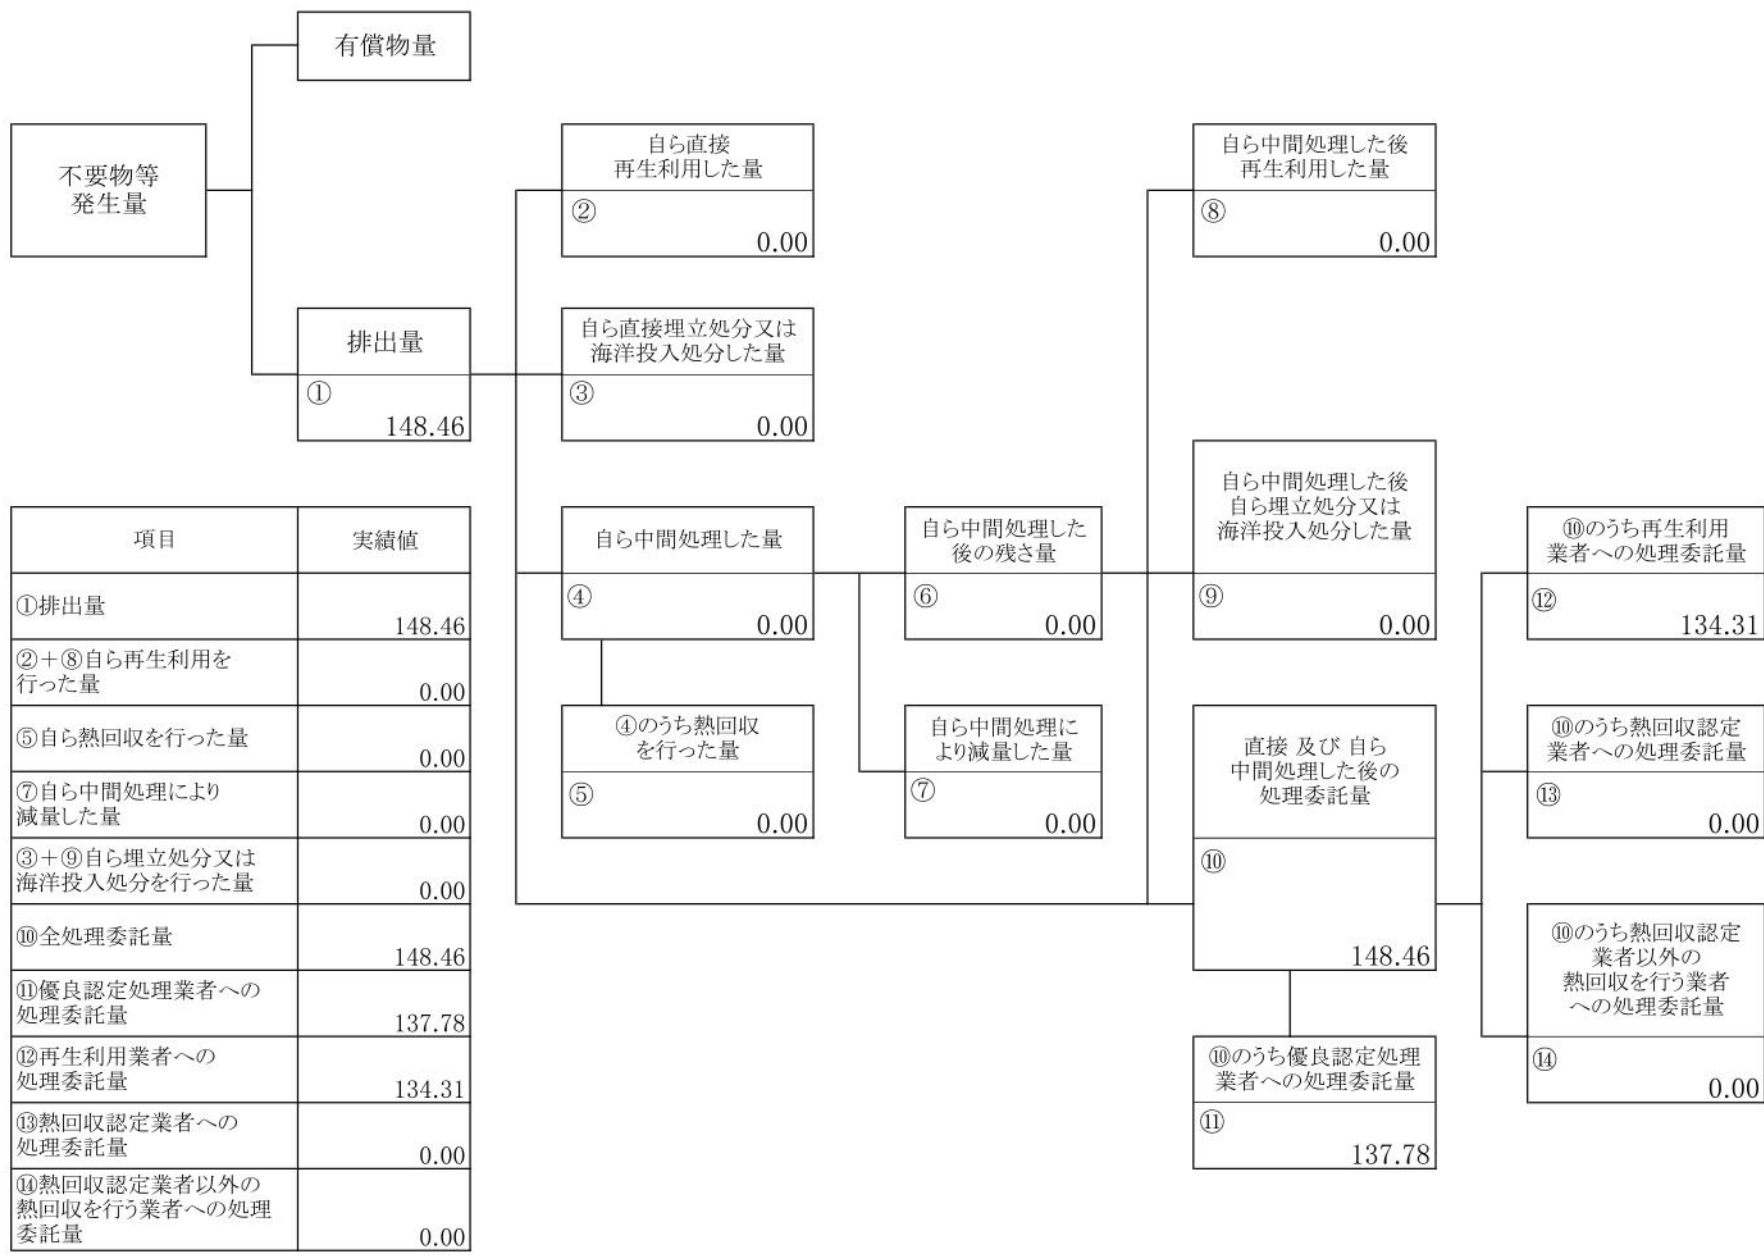 有償物量
不要物等
発生量
自ら直接
再生利用した量
②
0.00
自ら中間処理した後
再生利用した量
⑧
0.00
排出量
①
148.46
自ら直接埋立処分又は
海洋投入処分した量
③
0.00
自ら中間処理した量
④
0.00
自ら中間処理した
後の残さ量
⑥
0.00
自ら中間処理した後
自ら埋立処分又は
海洋投入処分した量
⑨
0.00
⑩のうち再生利用
業者への処理委託量
⑫
134.31
④のうち熱回収
を行った量
⑤
0.00
自ら中間処理に
より減量した量
⑦
0.00
直接 及び 自ら
中間処理した後の
処理委託量
⑩
148.46
⑩のうち熱回収認定
業者への処理委託量
⑬
0.00
⑩のうち熱回収認定
業者以外の
熱回収を行う業者
への処理委託量
⑭
0.00
⑩のうち優良認定処理
業者への処理委託量
⑪
137.78
項目 実績値
①排出量
148.46
②+⑧自ら再生利用を
行った量
0.00
⑤自ら熱回収を行った量
0.00
⑦自ら中間処理により
減量した量
0.00
③+⑨自ら埋立処分又は
海洋投入処分を行った量
0.00
⑩全処理委託量
148.46
⑪優良認定処理業者への
処理委託量
137.78
⑫再生利用業者への
処理委託量
134.31
⑬熱回収認定業者への
処理委託量
0.00
⑭熱回収認定業者以外の
熱回収を行う業者への処理
委託量
0.00